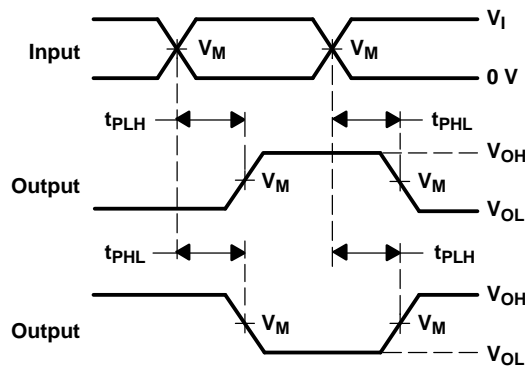 V_I
Input V_M V_M
0 V
t_PLH t_PHL
V_OH
Output V_M V_M
V_OL
t_PHL t_PLH
V_OH
Output V_M V_M
V_OL